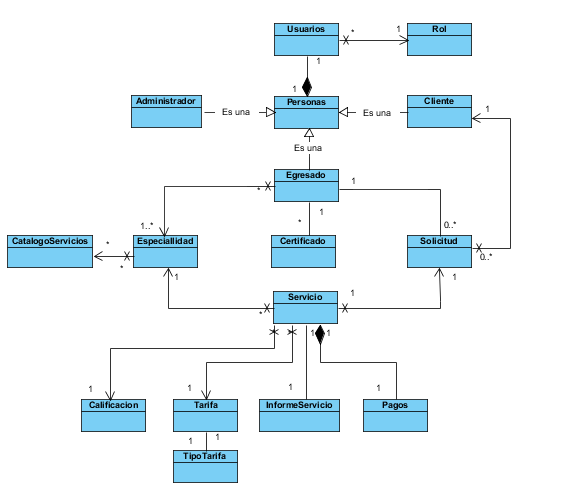 Usuarios
*
1
Rol
1
1
Administrador
Es una
Personas
Es una
Cliente
1
Es una
Egresado
1
*
1
*
1..*
0..*
CatalogoServicios
*
*
Especiallidad
Certificado
Solicitud
0..*
1
1
Servicio
1
*
1
1
1
1
1
1
Calificacion
Tarifa
InformeServicio
Pagos
1
1
TipoTarifa